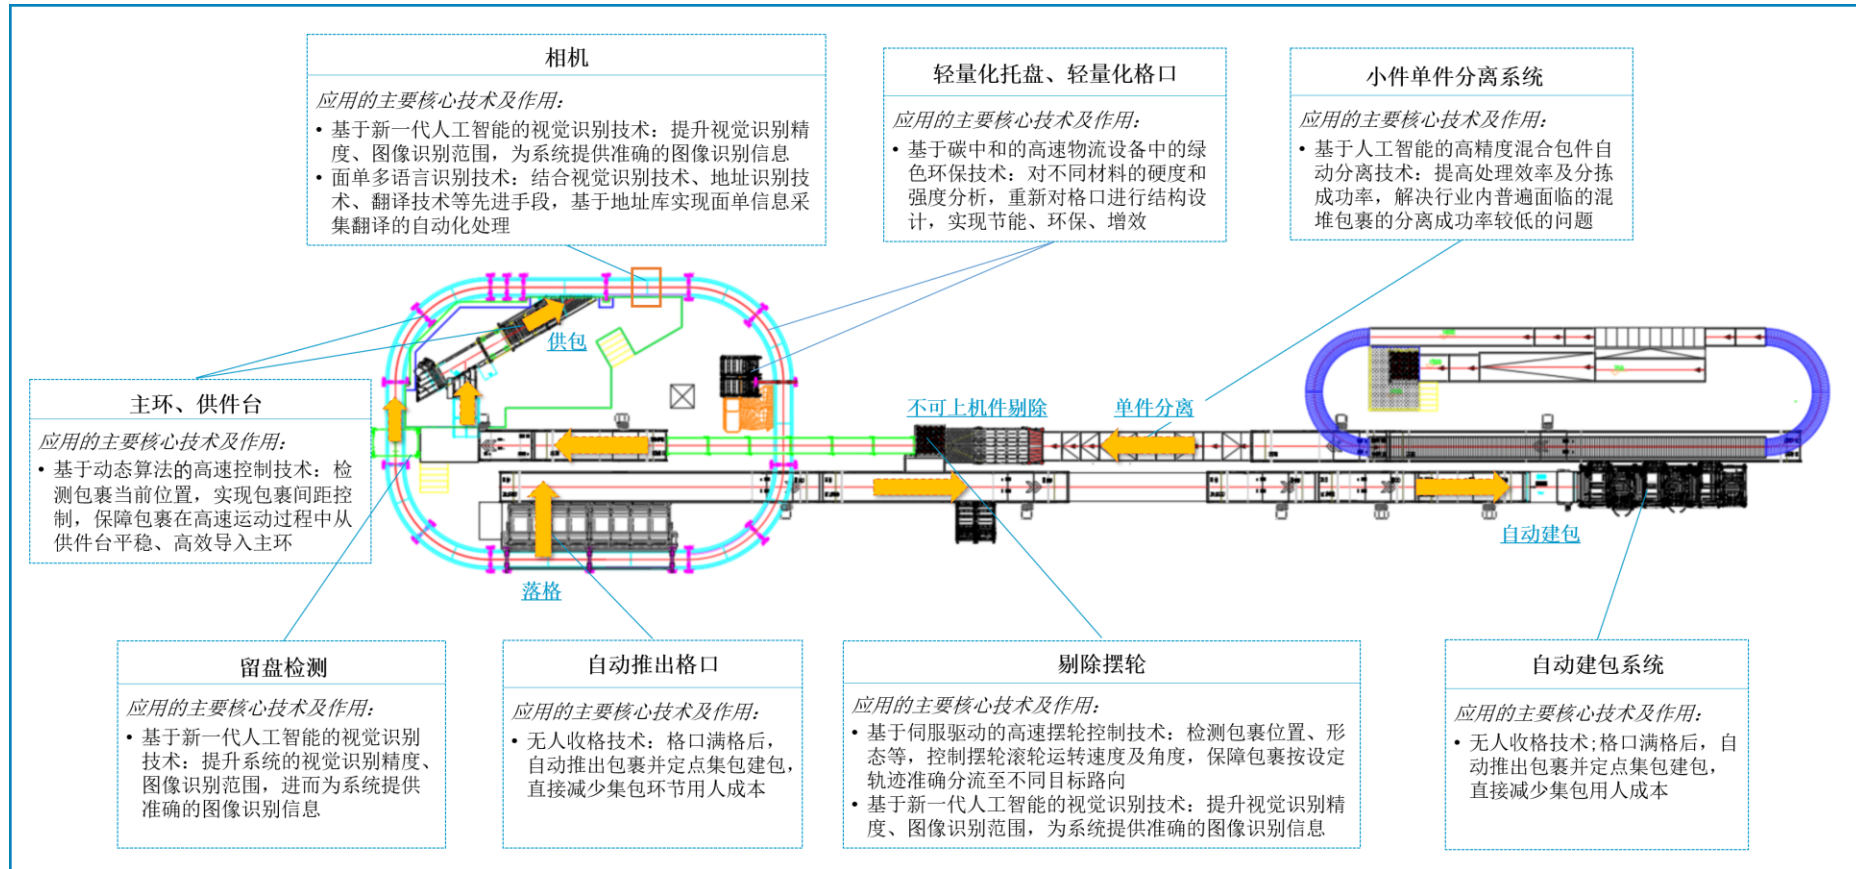 相机
应用的主要核心技术及作用：
• 基于新一代人工智能的视觉识别技术：提升视觉识别精
度、图像识别范围，为系统提供准确的图像识别信息
• 面单多语言识别技术：结合视觉识别技术、地址识别技
术、翻译技术等先进手段，基于地址库实现面单信息采
集翻译的自动化处理
轻量化托盘、轻量化格口
应用的主要核心技术及作用：
• 基于碳中和的高速物流设备中的绿
色环保技术：对不同材料的硬度和
强度分析，重新对格口进行结构设
计，实现节能、环保、增效
小件单件分离系统
应用的主要核心技术及作用：
• 基于人工智能的高精度混合包件自
动分离技术：提高处理效率及分拣
成功率，解决行业内普遍面临的混
堆包裹的分离成功率较低的问题
供包
主环、供件台
应用的主要核心技术及作用：
• 基于动态算法的高速控制技术：检
测包裹当前位置，实现包裹间距控
制，保障包裹在高速运动过程中从
供件台平稳、高效导入主环
不可上机件剔除
单件分离
自动建包
落格
留盘检测
应用的主要核心技术及作用：
• 基于新一代人工智能的视觉识别
技术：提升系统的视觉识别精度、
图像识别范围，进而为系统提供
准确的图像识别信息
自动推出格口
应用的主要核心技术及作用：
• 无人收格技术：格口满格后，
自动推出包裹并定点集包建包，
直接减少集包环节用人成本
剔除摆轮
应用的主要核心技术及作用：
• 基于伺服驱动的高速摆轮控制技术：检测包裹位置、形
态等，控制摆轮滚轮运转速度及角度，保障包裹按设定
轨迹准确分流至不同目标路向
• 基于新一代人工智能的视觉识别技术：提升视觉识别精
度、图像识别范围，为系统提供准确的图像识别信息
自动建包系统
应用的主要核心技术及作用：
• 无人收格技术;格口满格后，自
动推出包裹并定点集包建包，
直接减少集包用人成本